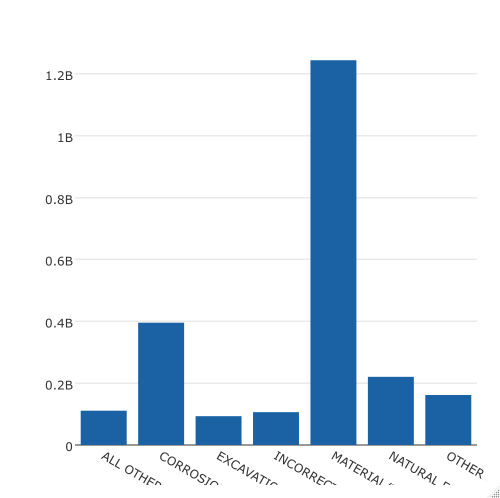 1.2B
1B
0.8B
0.6B
0.4B
0.2B
0
ALL OTHER
CORROSIO
EXCAVATIO
INCORREC
MATERIAL/
NATURAL F
OTHER